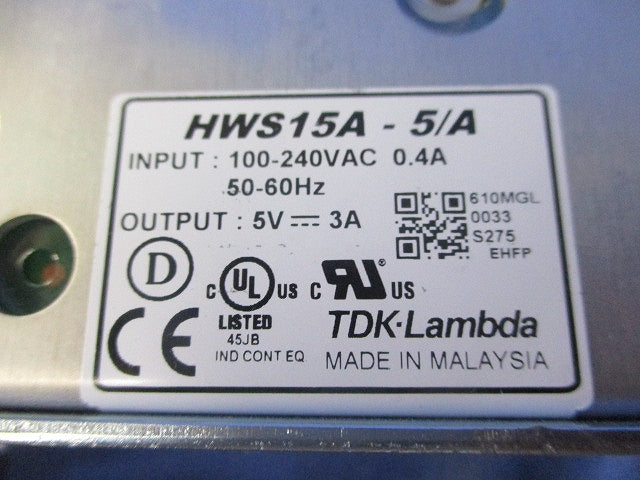 HWS15A - 5/A
INPUT : 100-240VAC 0.4A
50-60Hz
OUTPUT : 5V ⎓ 3A
610MGL
0033
S275
EHFP
D
C UL US
LISTED
45JB
IND CONT EQ
C RU ® US
CE
TDK·Lambda
MADE IN MALAYSIA